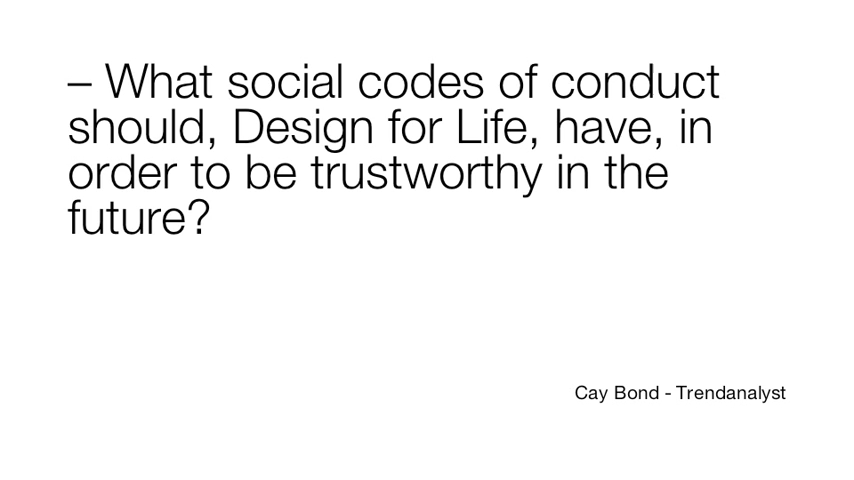 – What social codes of conduct
should, Design for Life, have, in
order to be trustworthy in the
future?
Cay Bond - Trendanalyst